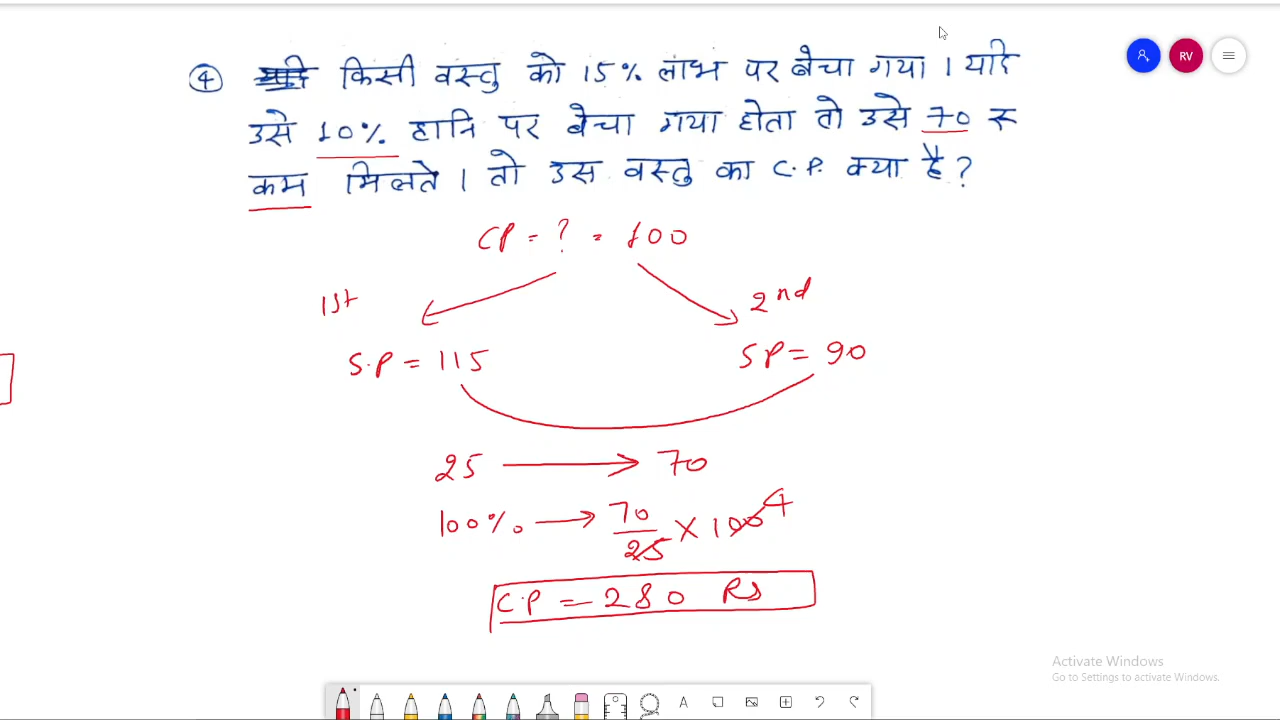 ④ किसी वस्तु को 15% लाभ पर बेचा गया । यदि
उसे 10% हानि पर बेचा गया होता तो उसे 70 रू
कम मिलते । तो उस वस्तु का C.P. क्या है ?
CP = ? = 100
1st
2nd
S.P = 115
SP = 90
25 → 70
100% → 70/25 × 100 4
C.P = 280 Rs
RV
Activate Windows
Go to Settings to activate Windows.
A